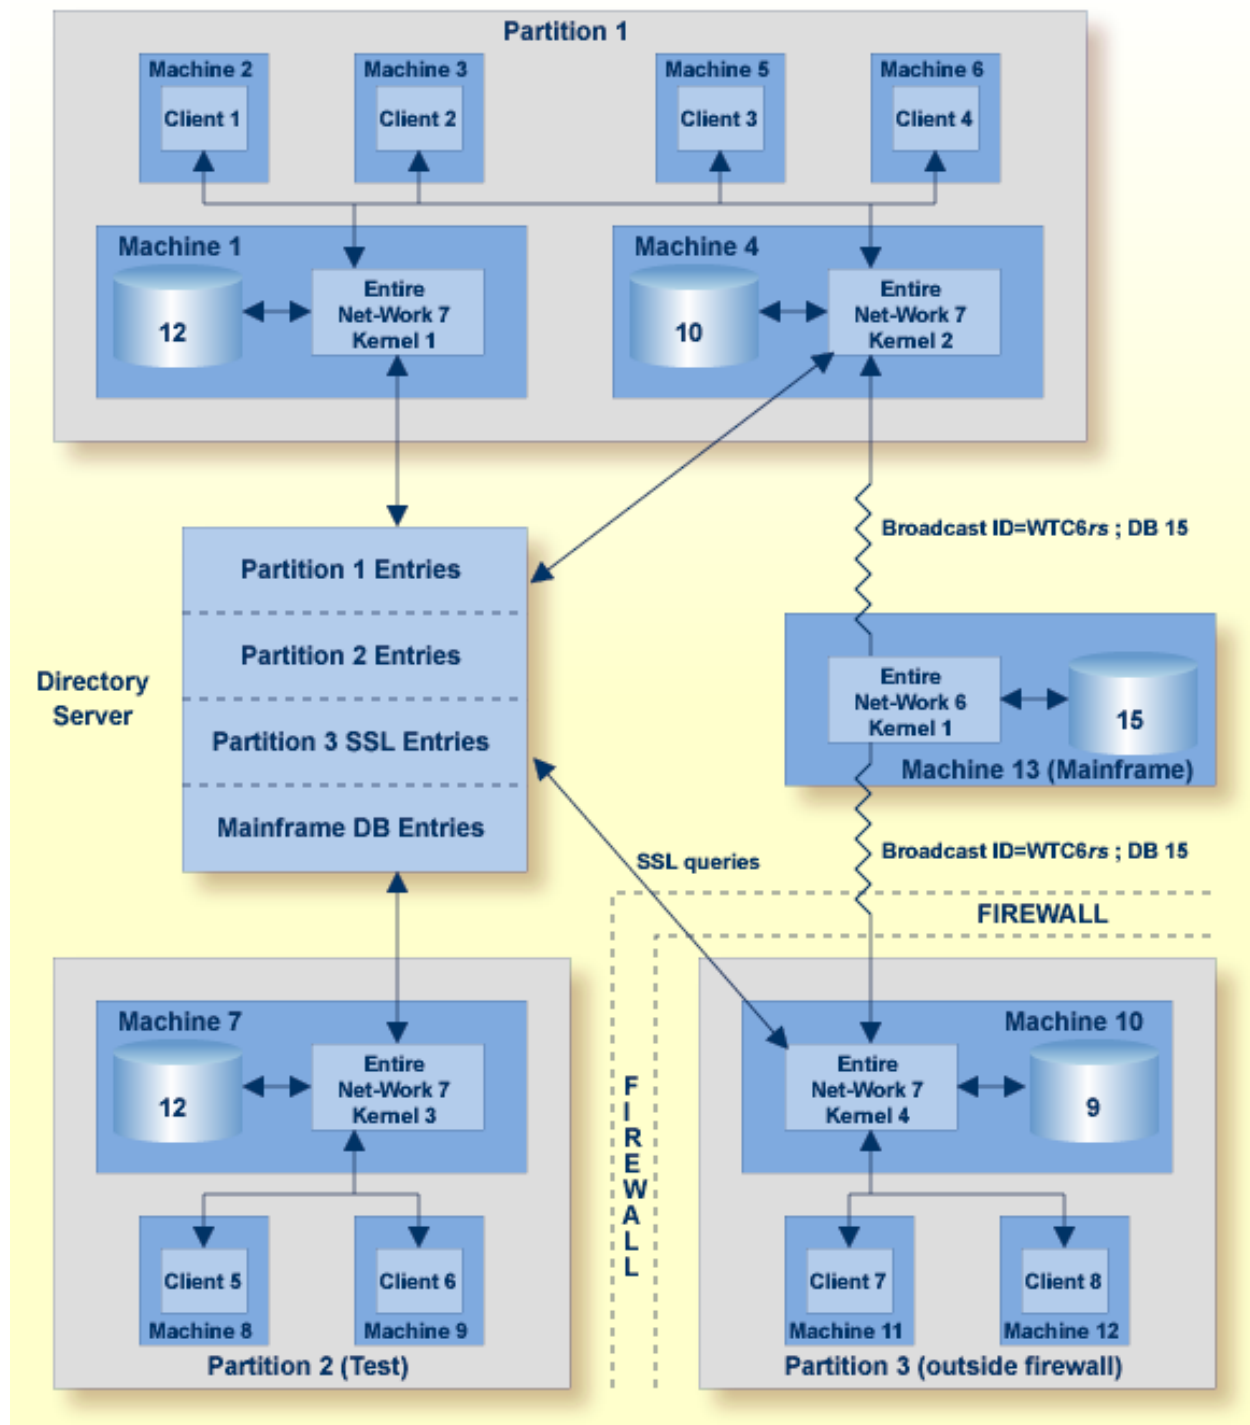 Partition 1
Machine 2
Client 1
Machine 3
Client 2
Machine 5
Client 3
Machine 6
Client 4
Machine 1
12
Entire
Net-Work 7
Kernel 1
Machine 4
10
Entire
Net-Work 7
Kernel 2
Broadcast ID=WTC6rs ; DB 15
Directory
Server
Partition 1 Entries
Partition 2 Entries
Partition 3 SSL Entries
Mainframe DB Entries
Entire
Net-Work 6
Kernel 1
15
Machine 13 (Mainframe)
Broadcast ID=WTC6rs ; DB 15
SSL queries
FIREWALL
FIREWALL
Machine 7
12
Entire
Net-Work 7
Kernel 3
Client 5
Machine 8
Client 6
Machine 9
Partition 2 (Test)
Machine 10
Entire
Net-Work 7
Kernel 4
9
Client 7
Machine 11
Client 8
Machine 12
Partition 3 (outside firewall)